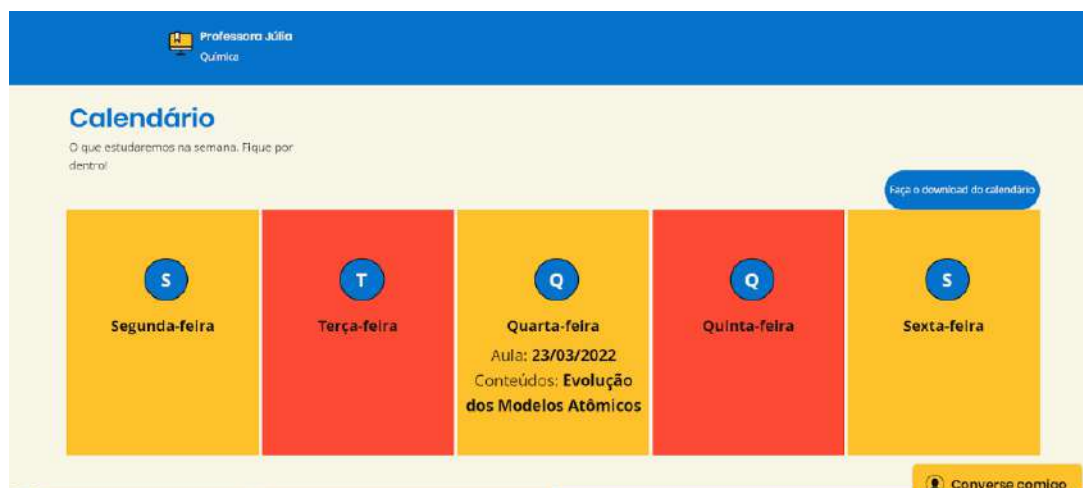 Professora Júlia
Química
Calendário
O que estudaremos na semana. Fique por
dentro!
Faça o download do calendário
S
T
Q
Q
S
Segunda-feira
Terça-feira
Quarta-feira
Quinta-feira
Sexta-feira
Aula: 23/03/2022
Conteúdos: Evolução
dos Modelos Atômicos
Converse comigo